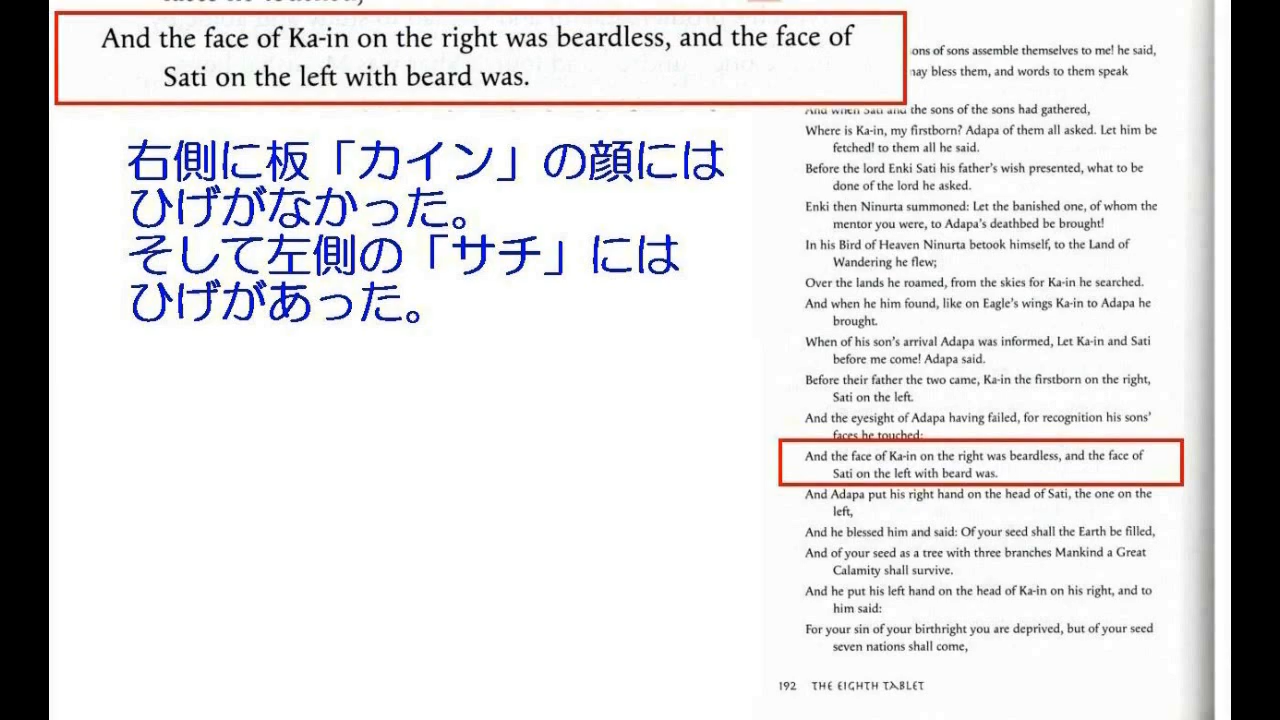 And the face of Ka-in on the right was beardless, and the face of
Sati on the left with beard was.
右側に板「カイン」の顔には
ひげがなかった。
そして左側の「サチ」には
ひげがあった。
ons of sons assemble themselves to me! he said,
may bless them, and words to them speak
And when Sati and the sons of the sons had gathered,
Where is Ka-in, my firstborn? Adapa of them all asked. Let him be
fetched! to them all he said.
Before the lord Enki Sati his father's wish presented, what to be
done of the lord he asked.
Enki then Ninurta summoned: Let the banished one, of whom the
mentor you were, to Adapa's deathbed be brought!
In his Bird of Heaven Ninurta betook himself, to the Land of
Wandering he flew;
Over the lands he roamed, from the skies for Ka-in he searched.
And when he him found, like on Eagle's wings Ka-in to Adapa he
brought.
When of his son's arrival Adapa was informed, Let Ka-in and Sati
before me come! Adapa said.
Before their father the two came, Ka-in the firstborn on the right,
Sati on the left.
And the eyesight of Adapa having failed, for recognition his sons'
faces he touched;
And the face of Ka-in on the right was beardless, and the face of
Sati on the left with beard was.
And Adapa put his right hand on the head of Sati, the one on the
left,
And he blessed him and said: Of your seed shall the Earth be filled,
And of your seed as a tree with three branches Mankind a Great
Calamity shall survive.
And he put his left hand on the head of Ka-in on his right, and to
him said:
For your sin of your birthright you are deprived, but of your seed
seven nations shall come,
192 THE EIGHTH TABLET